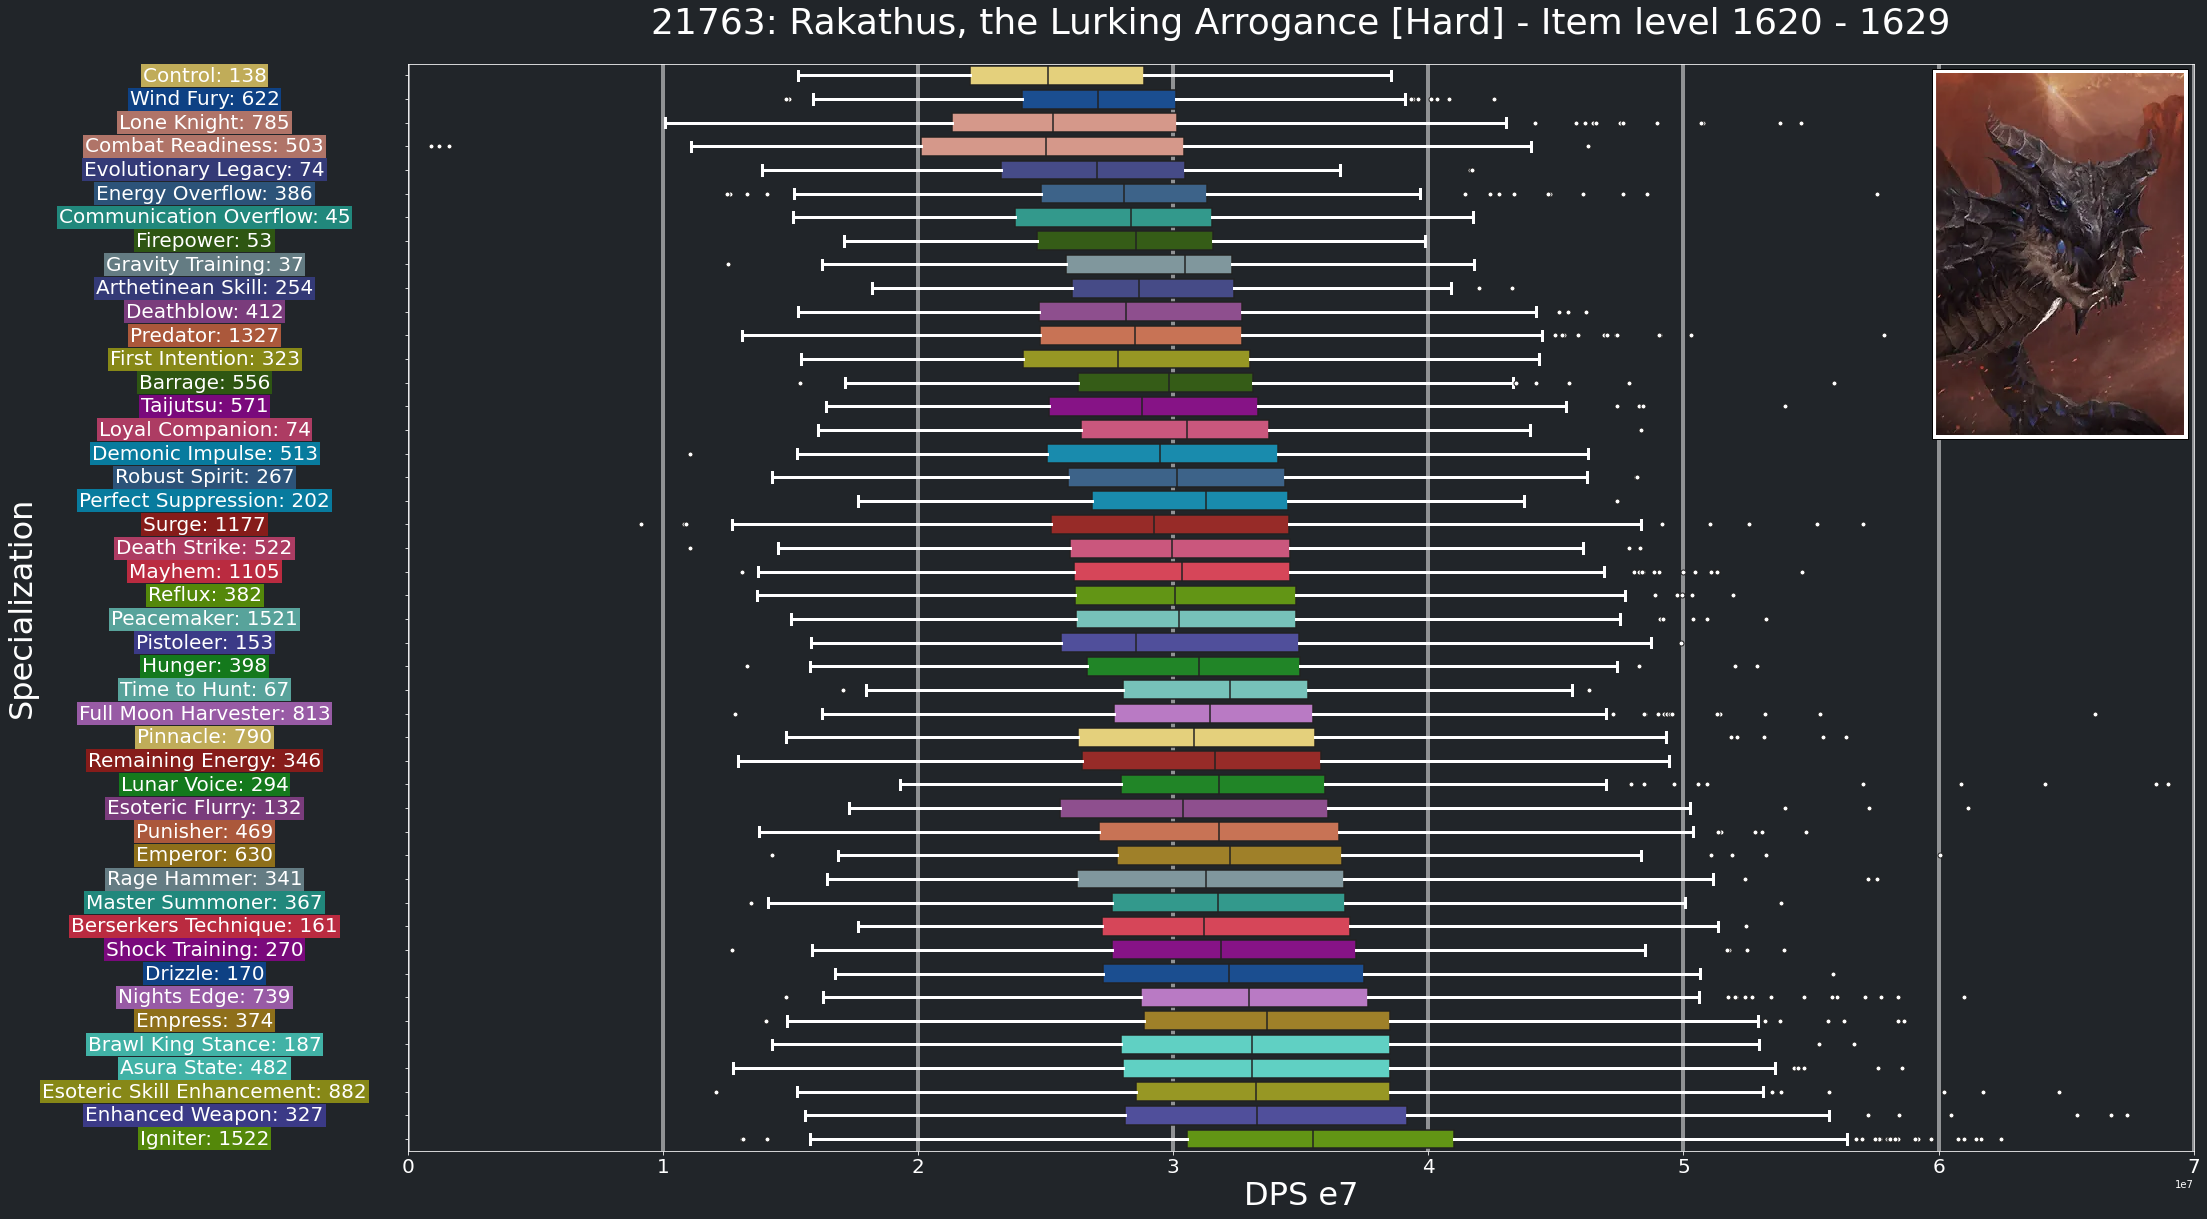 21763: Rakathus, the Lurking Arrogance [Hard] - Item level 1620 - 1629
Specialization
Control: 138
Wind Fury: 622
Lone Knight: 785
Combat Readiness: 503
Evolutionary Legacy: 74
Energy Overflow: 386
Communication Overflow: 45
Firepower: 53
Gravity Training: 37
Arthetinean Skill: 254
Deathblow: 412
Predator: 1327
First Intention: 323
Barrage: 556
Taijutsu: 571
Loyal Companion: 74
Demonic Impulse: 513
Robust Spirit: 267
Perfect Suppression: 202
Surge: 1177
Death Strike: 522
Mayhem: 1105
Reflux: 382
Peacemaker: 1521
Pistoleer: 153
Hunger: 398
Time to Hunt: 67
Full Moon Harvester: 813
Pinnacle: 790
Remaining Energy: 346
Lunar Voice: 294
Esoteric Flurry: 132
Punisher: 469
Emperor: 630
Rage Hammer: 341
Master Summoner: 367
Berserkers Technique: 161
Shock Training: 270
Drizzle: 170
Nights Edge: 739
Empress: 374
Brawl King Stance: 187
Asura State: 482
Esoteric Skill Enhancement: 882
Enhanced Weapon: 327
Igniter: 1522
0 1 2 3 4 5 6 7
1e7
DPS e7